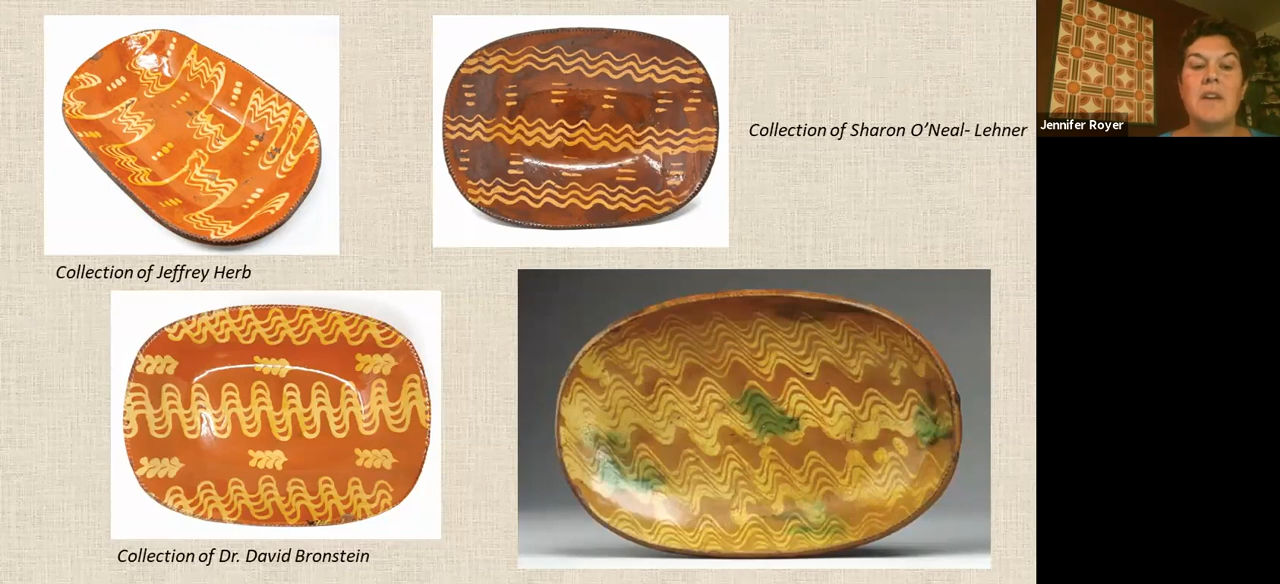 Collection of Sharon O’Neal- Lehner
Jennifer Royer
Collection of Jeffrey Herb
Collection of Dr. David Bronstein